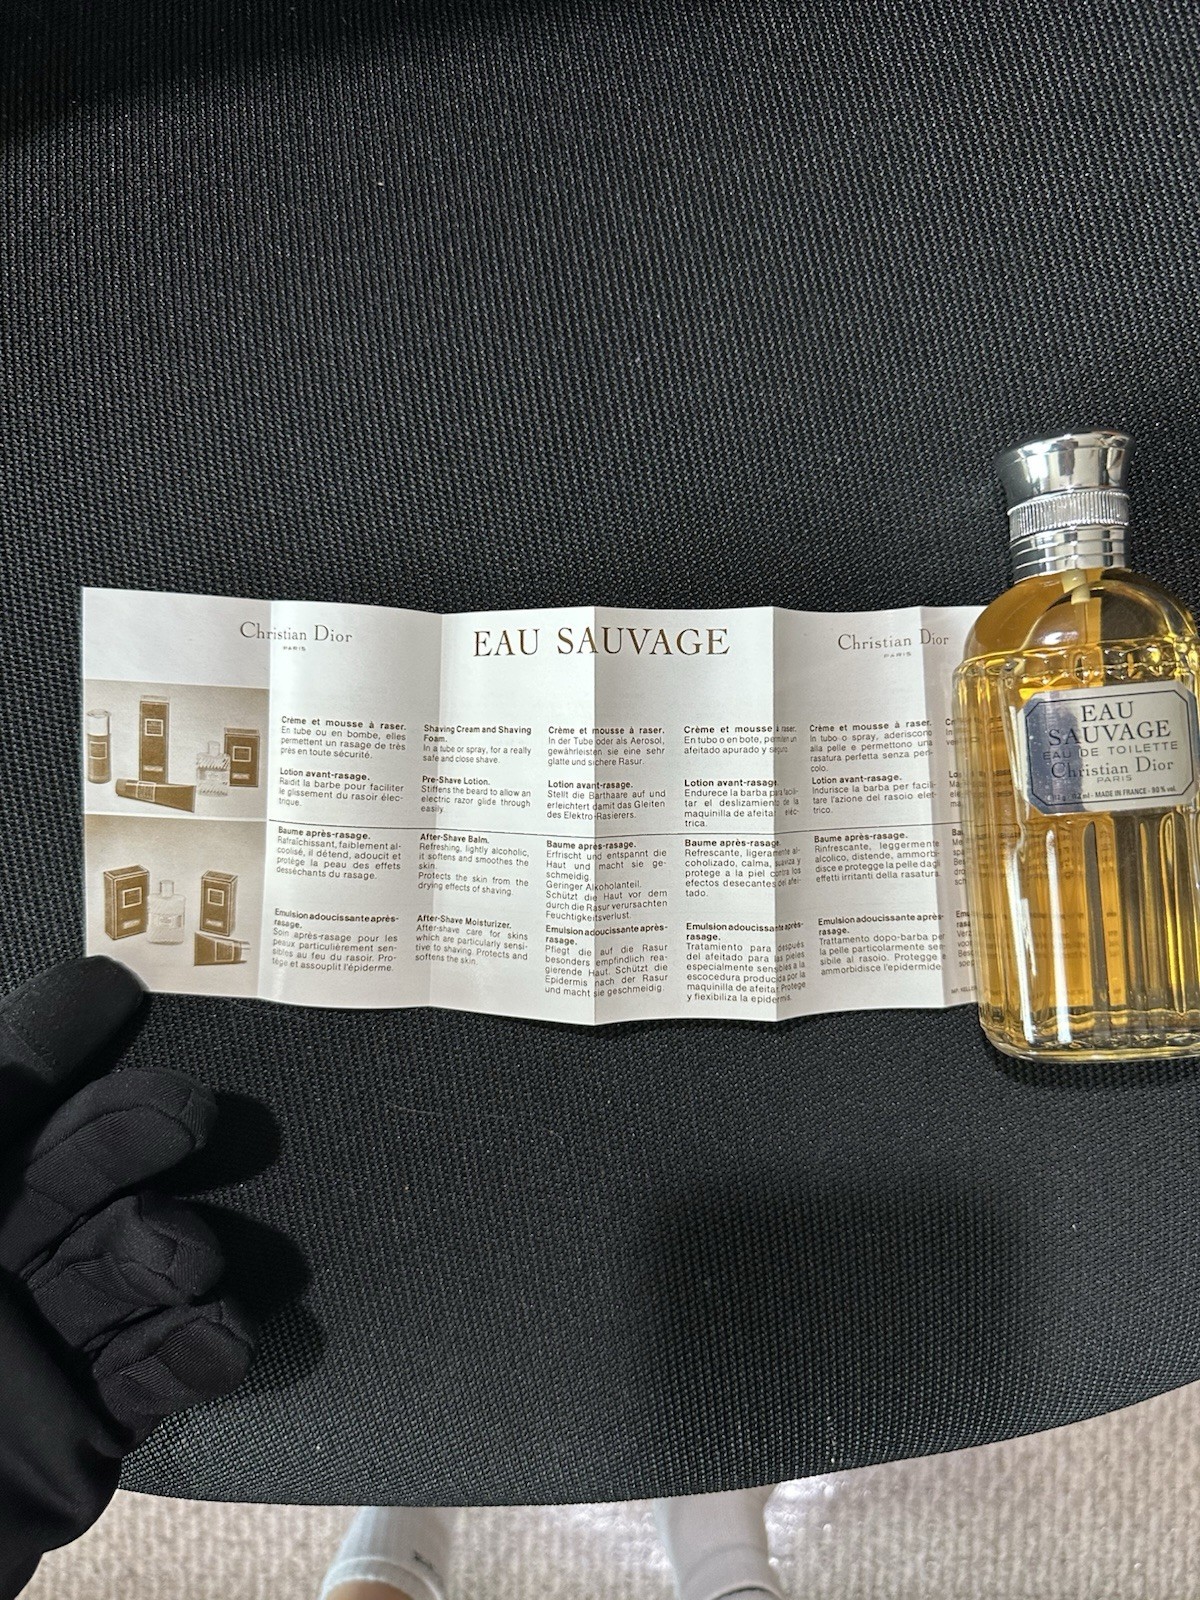 Christian Dior
PARIS
EAU SAUVAGE
Christian Dior
PARIS
Crème et mousse à raser.
En tube ou en bombe, elles
permettent un rasage de très
près en toute sécurité.
Lotion avant-rasage.
Raidit la barbe pour faciliter
le glissement du rasoir élec-
trique.
Baume après-rasage.
Rafraîchissant, faiblement al-
coolisé, il détend, adoucit et
protège la peau des effets
desséchants du rasage.
Emulsion adoucissante après-
rasage.
Soin après-rasage pour les
peaux particulièrement sen-
sibles au feu du rasoir. Pro-
tège et assouplit l'épiderme.
Shaving Cream and Shaving
Foam.
In a tube or spray, for a really
safe and close shave.
Pre-Shave Lotion.
Stiffens the beard to allow an
electric razor glide through
easily.
After-Shave Balm.
Refreshing, lightly alcoholic,
it softens and smoothes the
skin.
Protects the skin from the
drying effects of shaving.
After-Shave Moisturizer.
After-shave care for skins
which are particularly sensi-
tive to shaving. Protects and
softens the skin.
Crème et mousse à raser.
In der Tube oder als Aerosol,
gewährleisten sie eine sehr
glatte und sichere Rasur.
Lotion avant-rasage.
Stellt die Barthaare auf und
erleichtert damit das Gleiten
des Elektro-Rasierers.
Baume après-rasage.
Erfrischt und entspannt die
Haut und macht sie ge-
schmeidig.
Geringer Alkoholanteil.
Schützt die Haut vor dem
durch die Rasur verursachten
Feuchtigkeitsverlust.
Emulsion adoucissante après-
rasage.
Pflegt die auf die Rasur
besonders empfindlich rea-
gierende Haut. Schützt die
Epidermis nach der Rasur
und macht sie geschmeidig.
Crème et mousse à raser.
En tubo o en bote, permiten un
afeitado apurado y seguro.
Lotion avant-rasage.
Endurece la barba para facili-
tar el deslizamiento de la
maquinilla de afeitar eléc-
trica.
Baume après-rasage.
Refrescante, ligeramente al-
coholizado, calma, suaviza y
protege a la piel contra los
efectos desecantes del afei-
tado.
Emulsion adoucissante après-
rasage.
Tratamiento para después
del afeitado para las pieles
especialmente sensibles a la
escocedura producida por la
maquinilla de afeitar. Protege
y flexibiliza la epidermis.
Crème et mousse à raser.
In tubo o spray, aderiscono
alla pelle e permettono una
rasatura perfetta senza peri-
colo.
Lotion avant-rasage.
Indurisce la barba per facili-
tare l'azione del rasoio elet-
trico.
Baume après-rasage.
Rinfrescante, leggermente
alcolico, distende, ammorbi-
disce e protegge la pelle dagli
effetti irritanti della rasatura.
Emulsion adoucissante après-
rasage.
Trattamento dopo-barba per
la pelle particolarmente sen-
sibile al rasoio. Protegge e
ammorbidisce l'epidermide.
EAU
SAUVAGE
EAU DE TOILETTE
Christian Dior
PARIS
MADE IN FRANCE - 80% vol.